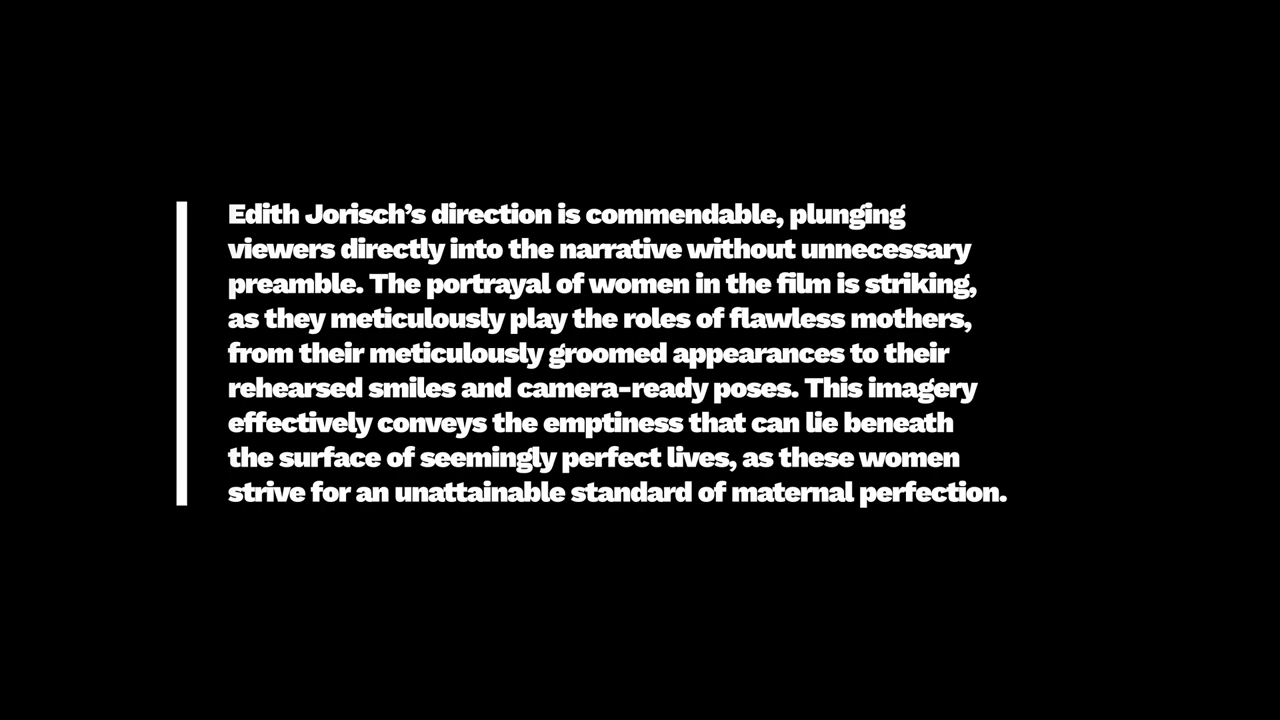 Edith Jorisch’s direction is commendable, plunging
viewers directly into the narrative without unnecessary
preamble. The portrayal of women in the film is striking,
as they meticulously play the roles of flawless mothers,
from their meticulously groomed appearances to their
rehearsed smiles and camera-ready poses. This imagery
effectively conveys the emptiness that can lie beneath
the surface of seemingly perfect lives, as these women
strive for an unattainable standard of maternal perfection.